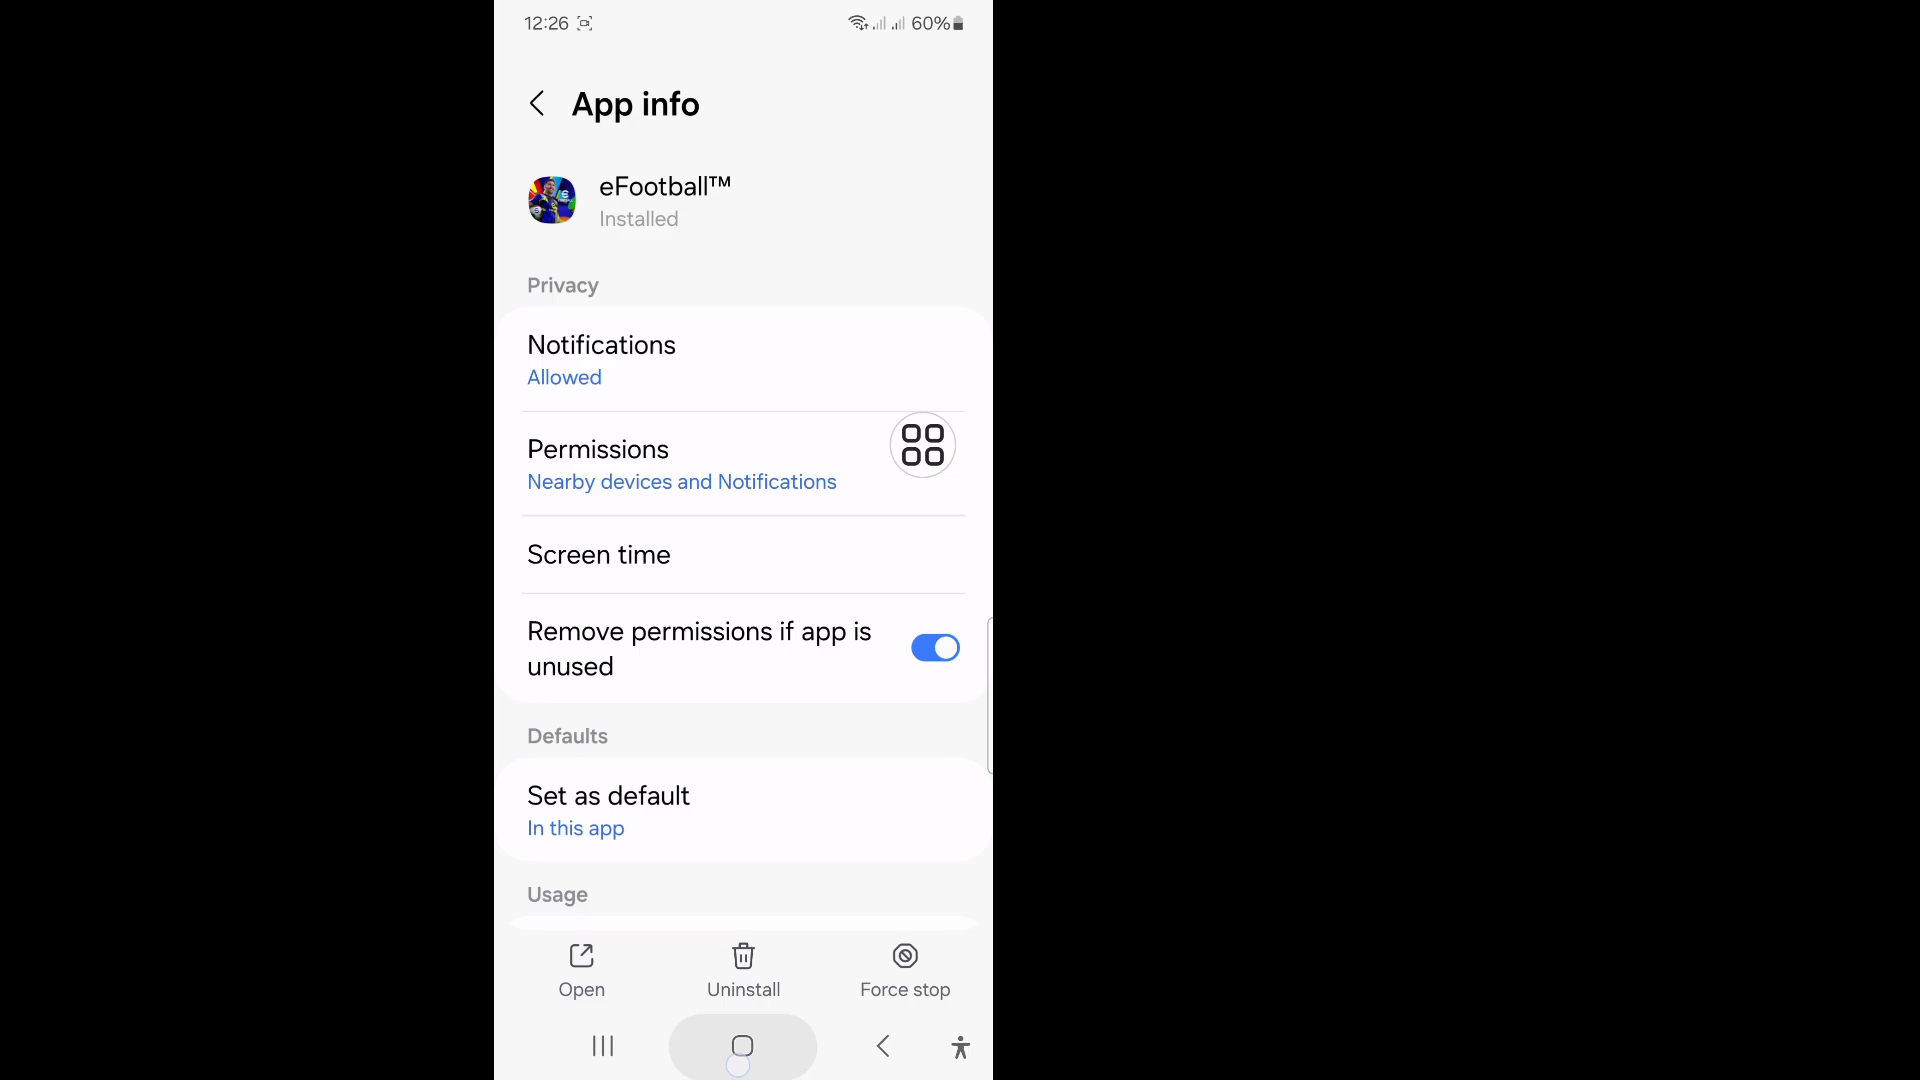 12:26
60%
App info
eFootball™
Installed
Privacy
Notifications
Allowed
Permissions
Nearby devices and Notifications
Screen time
Remove permissions if app is
unused
Defaults
Set as default
In this app
Usage
Open
Uninstall
Force stop